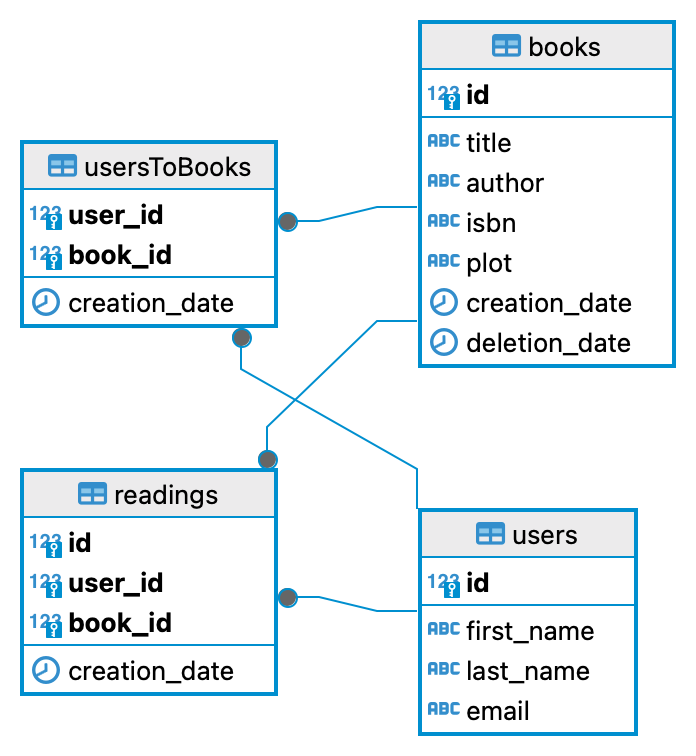 books
123 id
ABC title
ABC author
ABC isbn
ABC plot
creation_date
deletion_date
usersToBooks
123 user_id
123 book_id
creation_date
readings
123 id
123 user_id
123 book_id
creation_date
users
123 id
ABC first_name
ABC last_name
ABC email